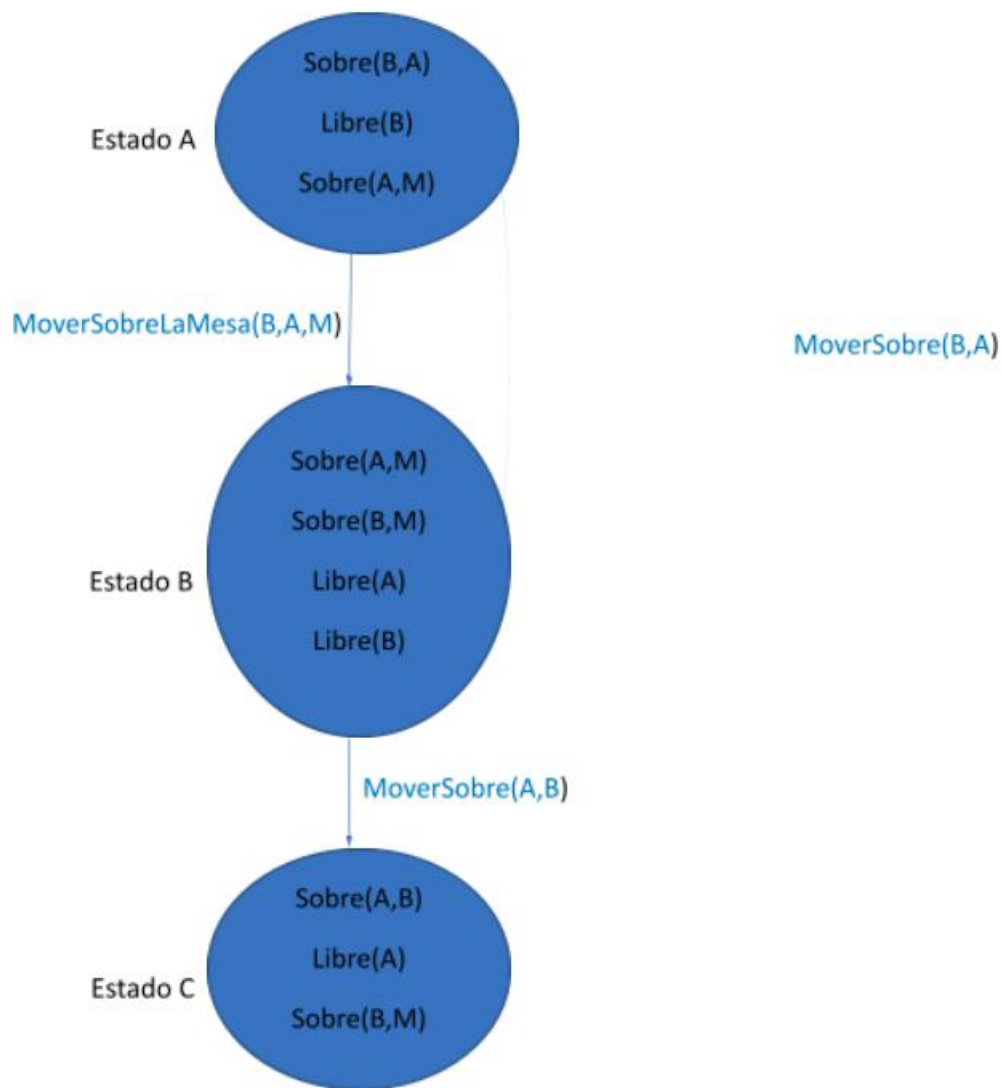 Sobre(B,A)
Libre(B)
Estado A
Sobre(A,M)
MoverSobreLaMesa(B,A,M)
MoverSobre(B,A)
Sobre(A,M)
Sobre(B,M)
Estado B
Libre(A)
Libre(B)
MoverSobre(A,B)
Sobre(A,B)
Libre(A)
Estado C
Sobre(B,M)